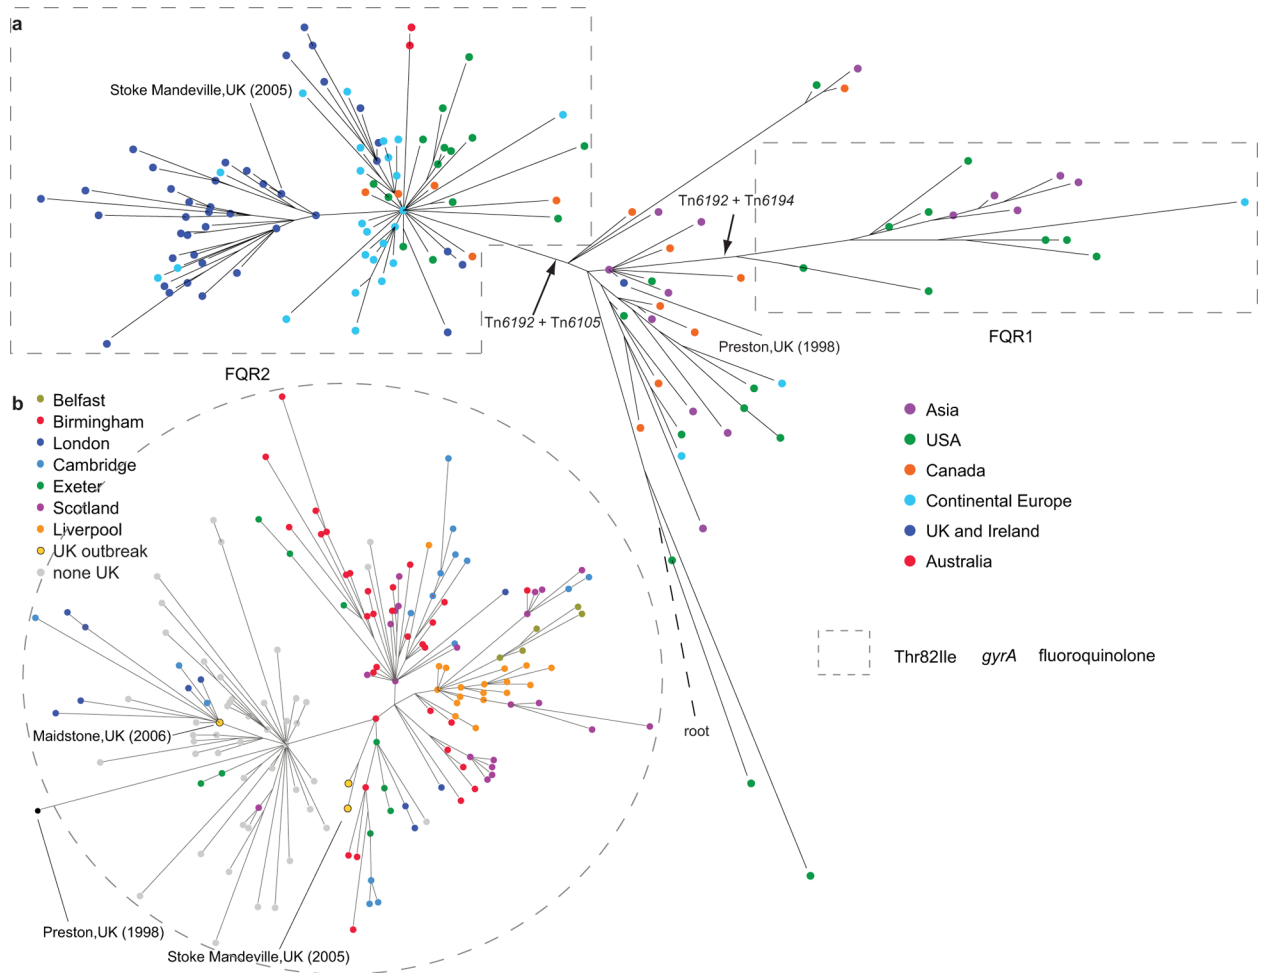 a
Stoke Mandeville,UK (2005)
Tn6192 + Tn6194
Tn6192 + Tn6105
Preston,UK (1998)
FQR1
FQR2
b
Belfast
Birmingham
London
Cambridge
Exeter
Scotland
Liverpool
UK outbreak
none UK
Asia
USA
Canada
Continental Europe
UK and Ireland
Australia
Thr82Ile gyrA fluoroquinolone
root
Maidstone,UK (2006)
Preston,UK (1998)
Stoke Mandeville,UK (2005)